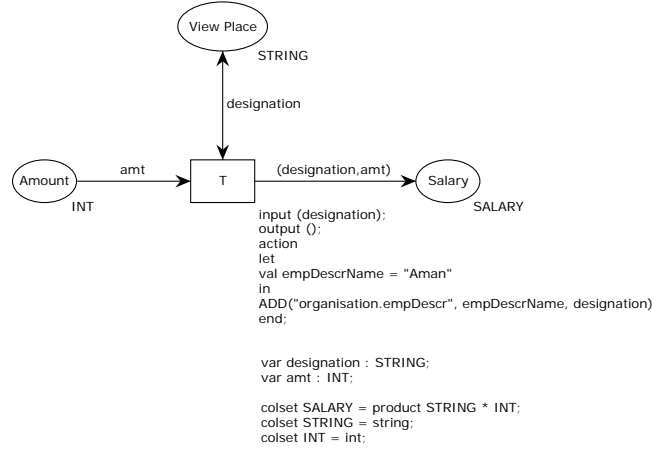 View Place
STRING
designation
amt
(designation,amt)
Amount
T
Salary
INT
SALARY
input (designation);
output ();
action
let
val empDescrName = "Aman"
in
ADD("organisation.empDescr", empDescrName, designation)
end;
var designation : STRING;
var amt : INT;
colset SALARY = product STRING * INT;
colset STRING = string;
colset INT = int;